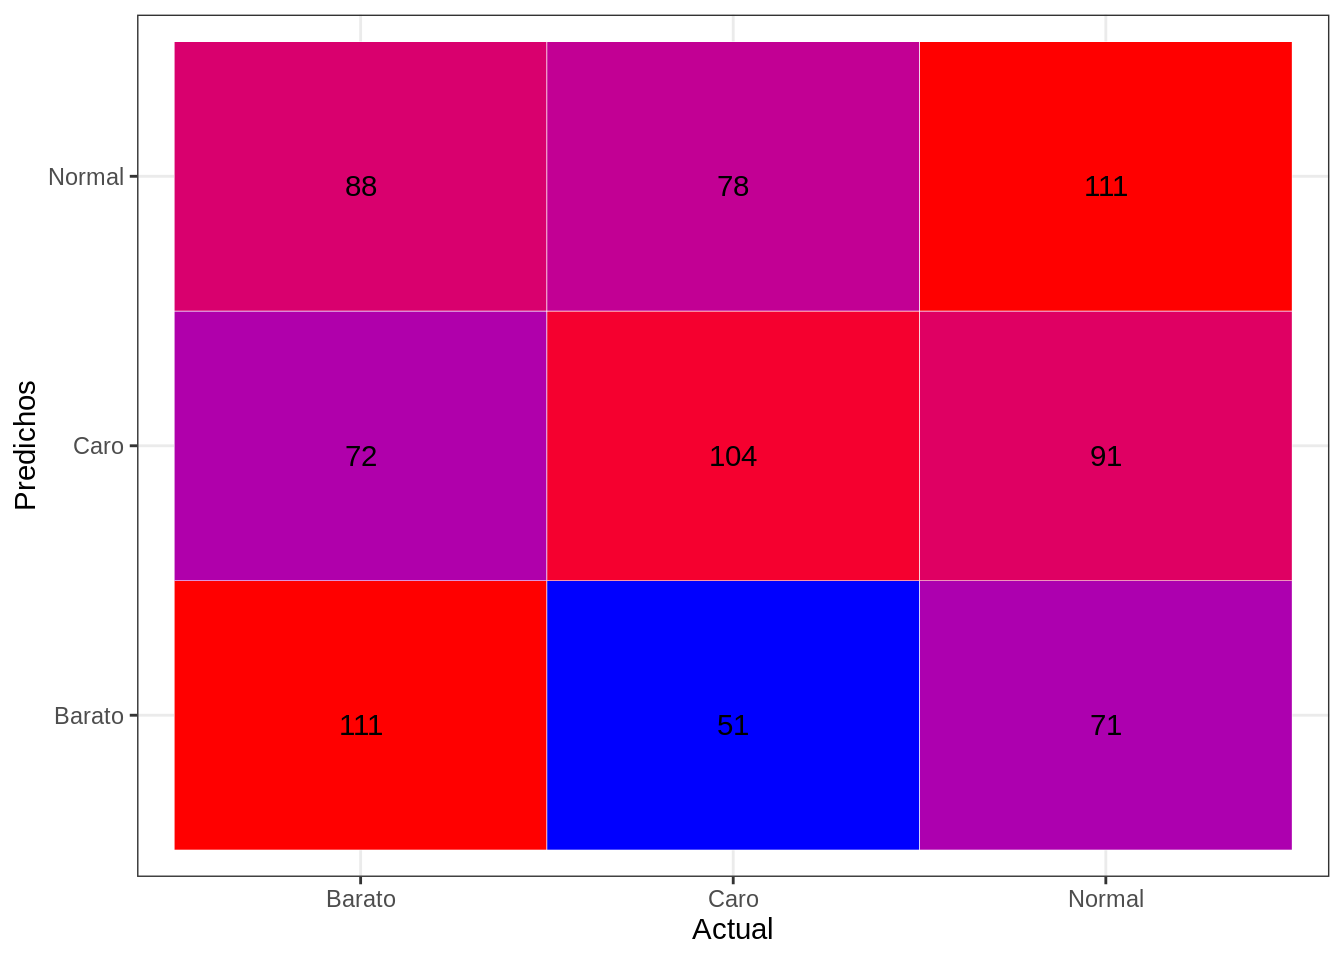 Normal
88
78
111
Caro
72
104
91
Barato
111
51
71
Predichos
Barato
Caro
Normal
Actual